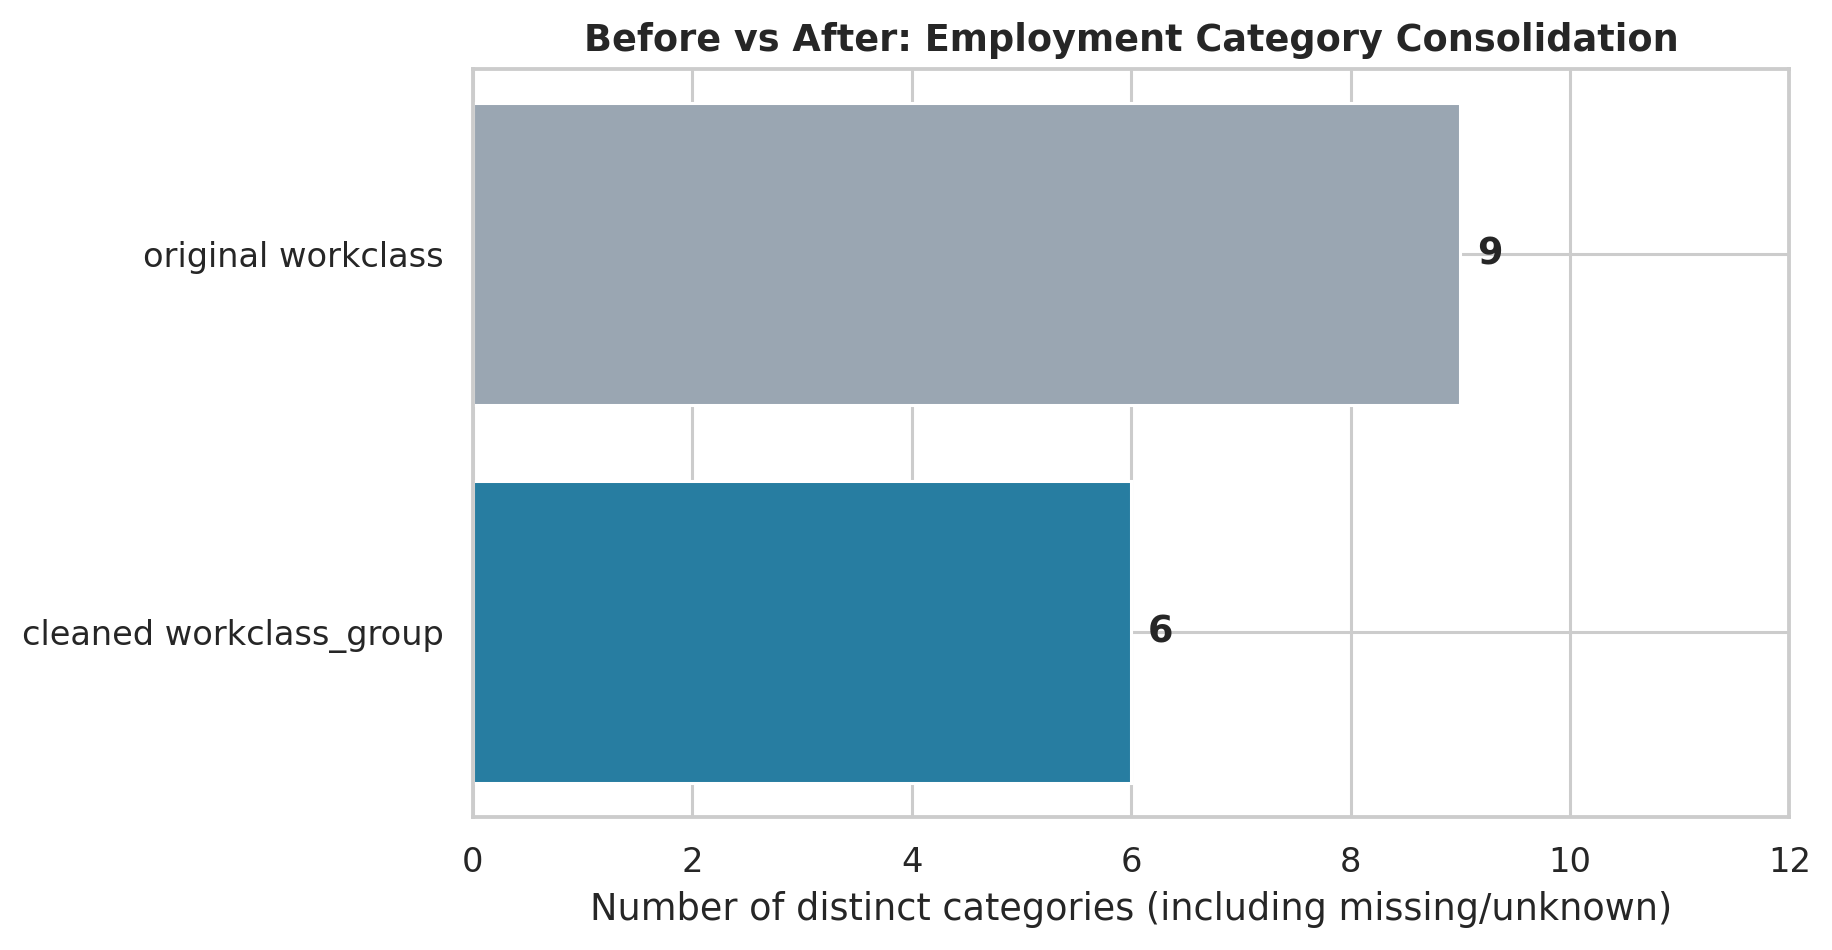 Before vs After: Employment Category Consolidation
original workclass
9
cleaned workclass_group
6
0 2 4 6 8 10 12
Number of distinct categories (including missing/unknown)